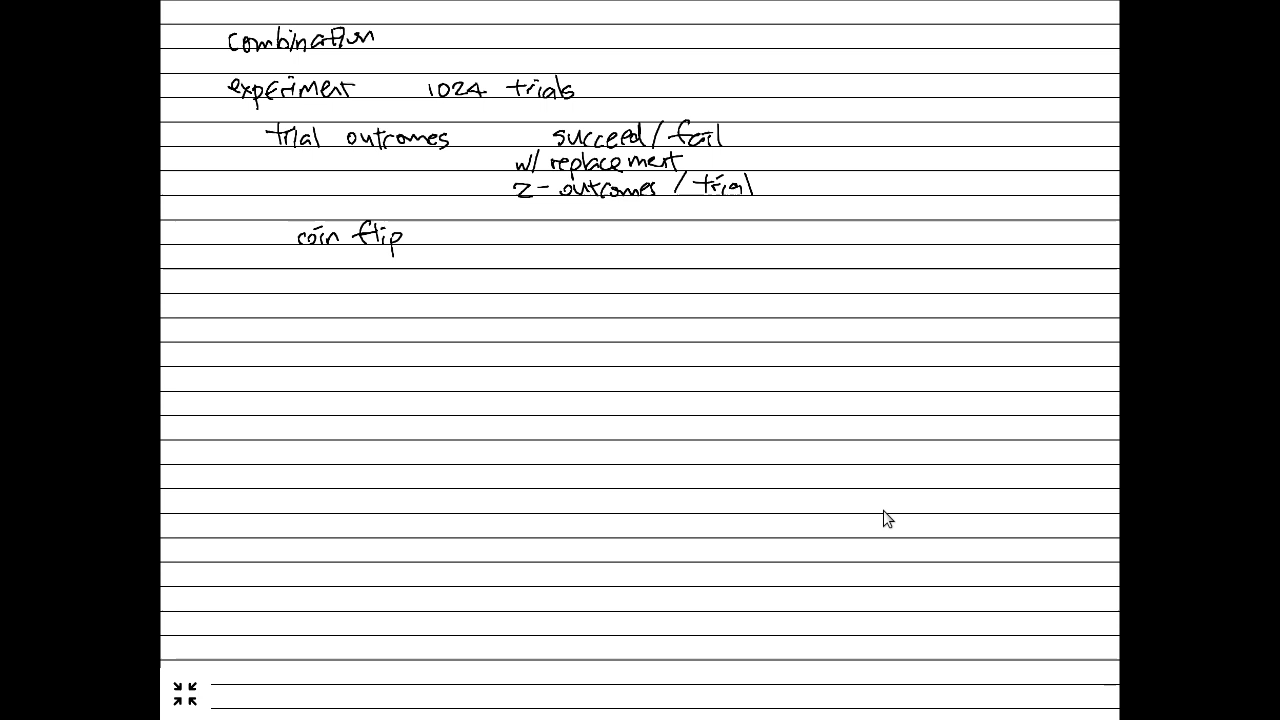 combination
experiment 1024 trials
trial outcomes succeed / fail
w/ replacement
2 - outcomes / trial
coin flip